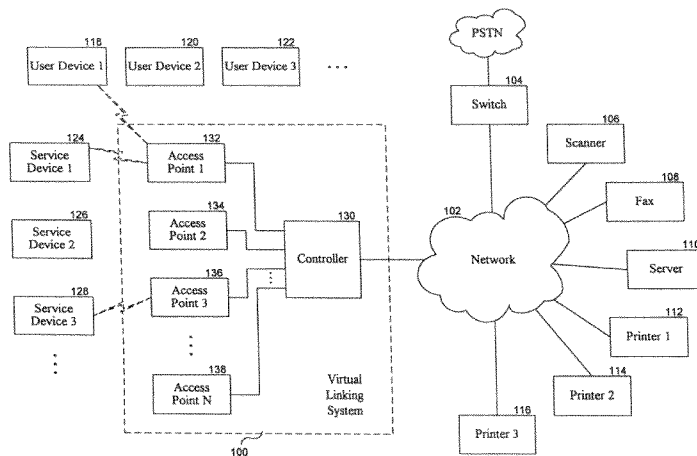 118
User Device 1
120
User Device 2
122
User Device 3
...
PSTN
104
Switch
124
Service
Device 1
126
Service
Device 2
128
Service
Device 3
132
Access
Point 1
134
Access
Point 2
136
Access
Point 3
138
Access
Point N
130
Controller
Virtual
Linking
System
100
102
Network
106
Scanner
108
Fax
110
Server
112
Printer 1
114
Printer 2
116
Printer 3